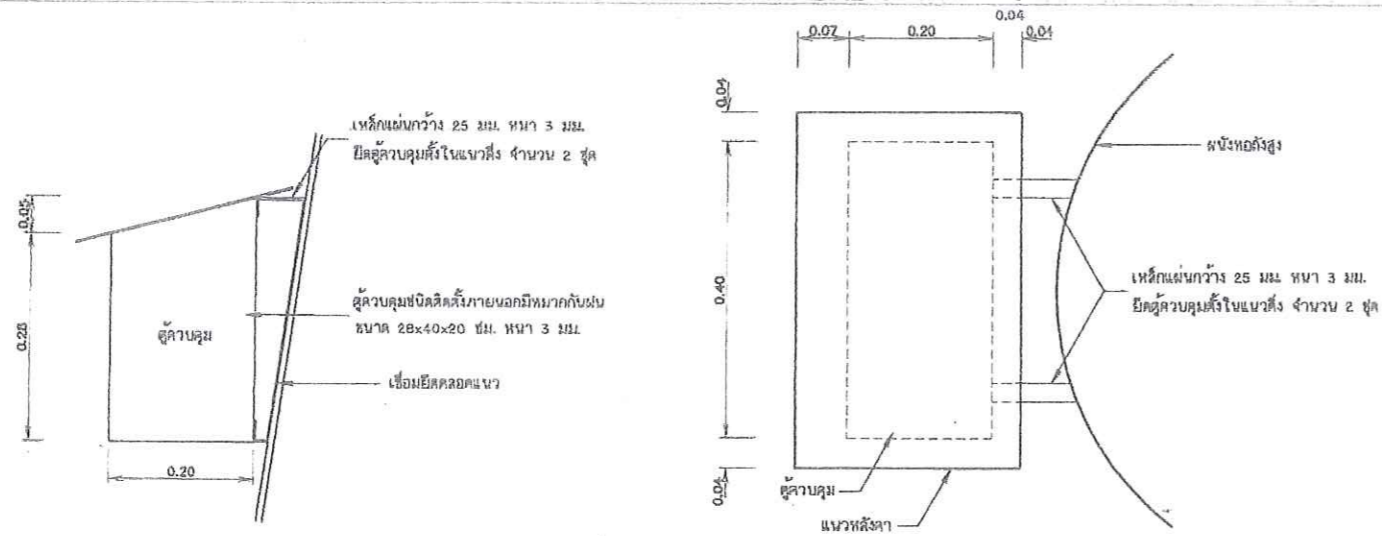 เหล็กแผ่นกว้าง 25 มม. หนา 3 มม.
ยึดตู้ควบคุมตั้งในแนวดิ่ง จำนวน 2 ชุด
0.05
0.28
ตู้ควบคุม
ตู้ควบคุมชนิดติดตั้งภายนอกมีหมวกกันฝน
ขนาด 28x40x20 ซม. หนา 3 มม.
เชื่อมยึดตลอดแนว
0.20
0.04
0.07
0.20
0.04
0.04
ผนังหอถังสูง
0.40
เหล็กแผ่นกว้าง 25 มม. หนา 3 มม.
ยึดตู้ควบคุมตั้งในแนวดิ่ง จำนวน 2 ชุด
0.04
ตู้ควบคุม
แนวหลังคา